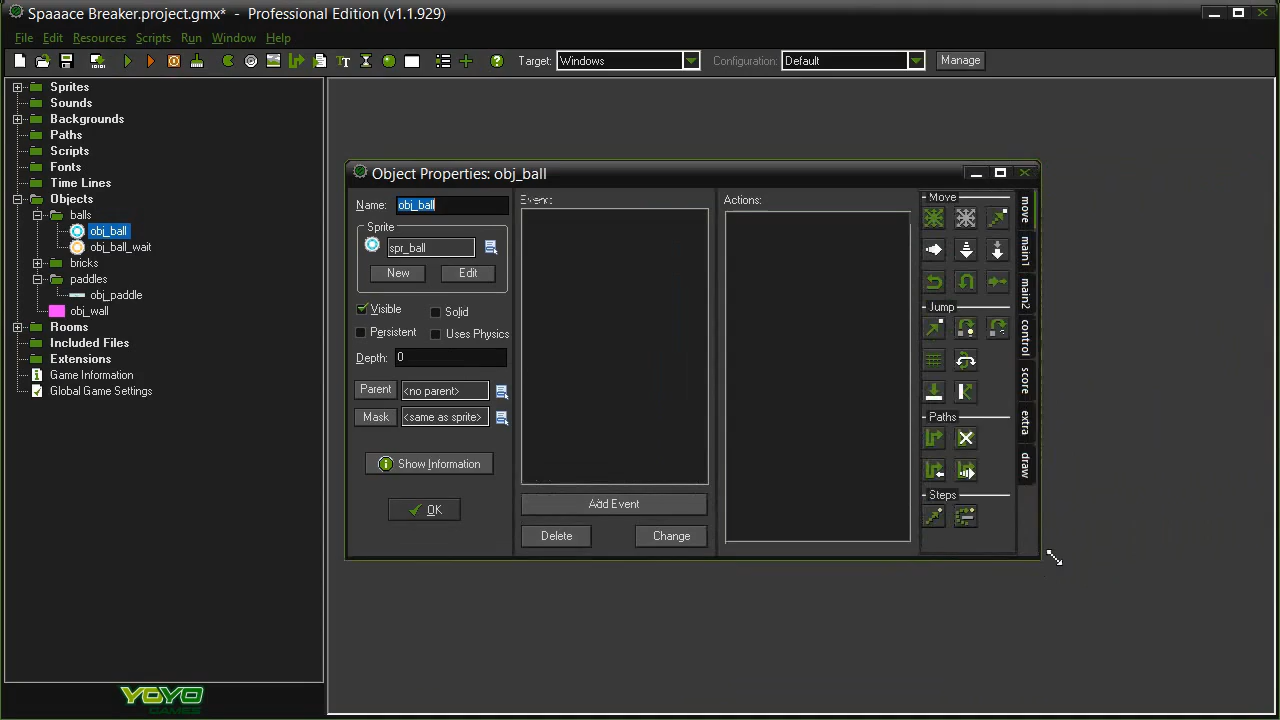 Spaaace Breaker.project.gmx* - Professional Edition (v1.1.929)
File Edit Resources Scripts Run Window Help
Target: Windows Configuration: Default Manage
Sprites
Sounds
Backgrounds
Paths
Scripts
Fonts
Time Lines
Objects
balls
obj_ball
obj_ball_wait
bricks
paddles
obj_paddle
obj_wall
Rooms
Included Files
Extensions
Game Information
Global Game Settings
YOYO
GAMES
Object Properties: obj_ball
Name: obj_ball
Sprite
spr_ball
New Edit
Visible Solid
Persistent Uses Physics
Depth: 0
Parent <no parent>
Mask <same as sprite>
Show Information
OK
Add Event
Delete Change
Actions:
Move
Jump
Paths
Steps
move
main1
main2
control
score
extra
draw